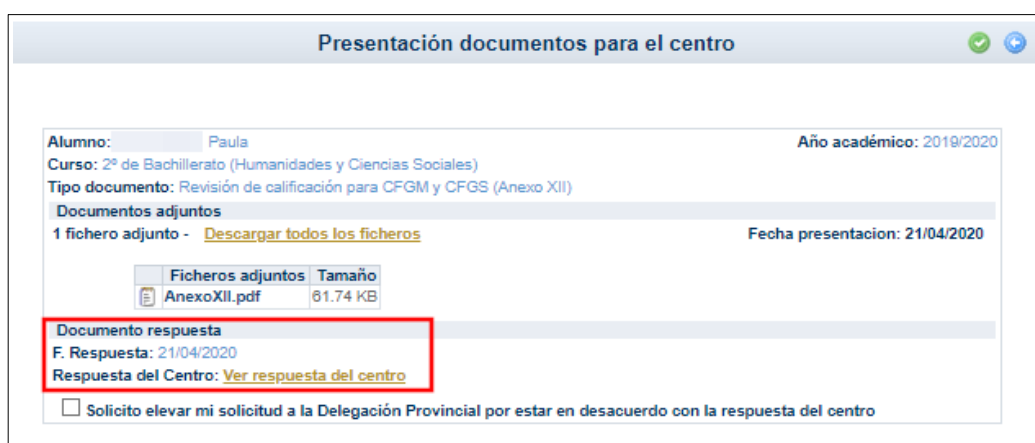 Presentación documentos para el centro
Alumno: Paula Año académico: 2019/2020
Curso: 2º de Bachillerato (Humanidades y Ciencias Sociales)
Tipo documento: Revisión de calificación para CFGM y CFGS (Anexo XII)
Documentos adjuntos
1 fichero adjunto - Descargar todos los ficheros Fecha presentacion: 21/04/2020
Ficheros adjuntos Tamaño
AnexoXII.pdf 61.74 KB
Documento respuesta
F. Respuesta: 21/04/2020
Respuesta del Centro: Ver respuesta del centro
Solicito elevar mi solicitud a la Delegación Provincial por estar en desacuerdo con la respuesta del centro